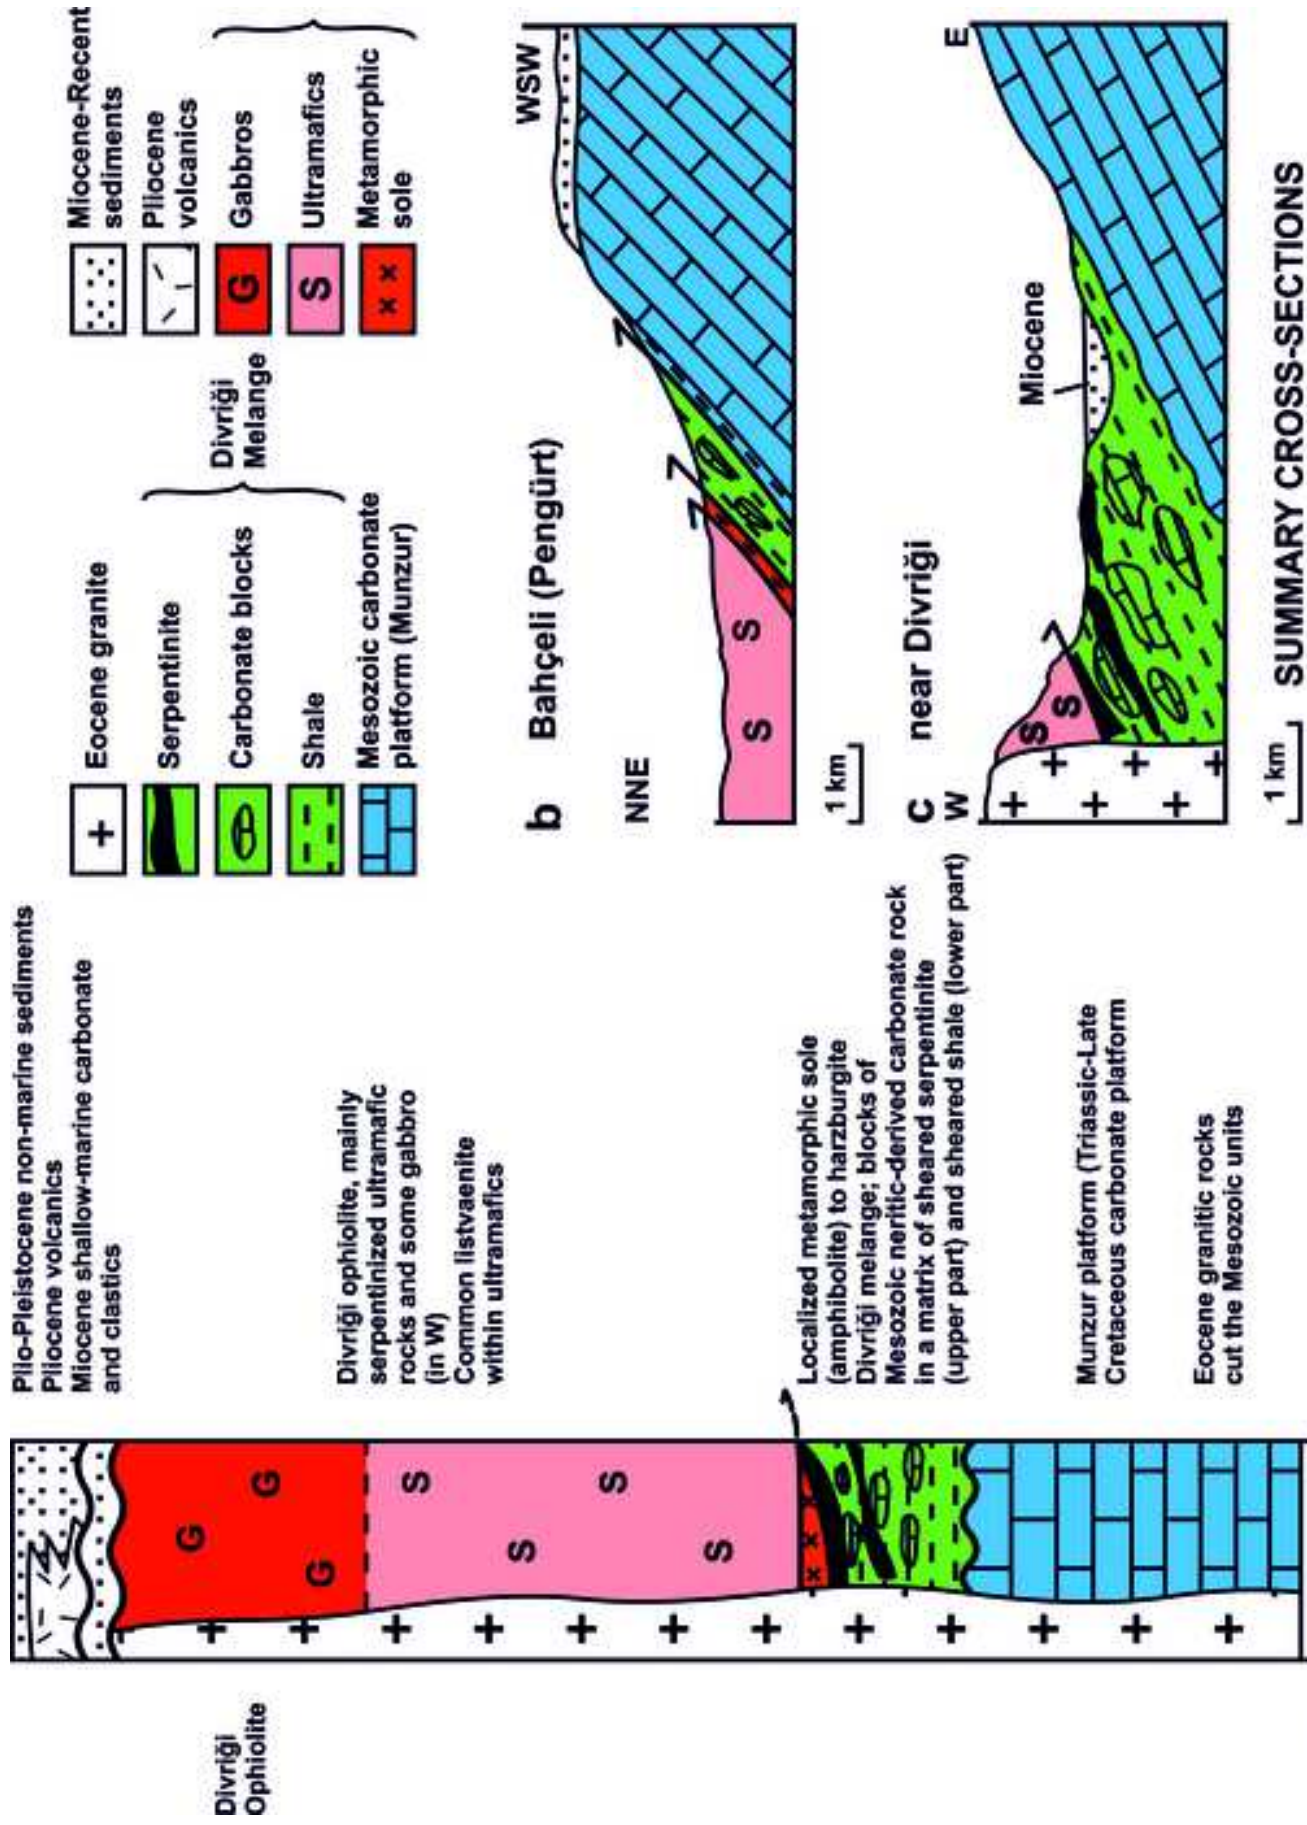 Divriği
Ophiolite
G
G
G
S
S
S
S
Plio-Pleistocene non-marine sediments
Pliocene volcanics
Miocene shallow-marine carbonate
and clastics
Divriği ophiolite, mainly
serpentinized ultramafic
rocks and some gabbro
(in W)
Common listvaenite
within ultramafics
Localized metamorphic sole
(amphibolite) to harzburgite
Divriği melange; blocks of
Mesozoic neritic-derived carbonate rock
in a matrix of sheared serpentinite
(upper part) and sheared shale (lower part)
Munzur platform (Triassic-Late
Cretaceous carbonate platform
Eocene granitic rocks
cut the Mesozoic units
Eocene granite
Serpentinite
Carbonate blocks
Shale
Mesozoic carbonate
platform (Munzur)
Divriği
Melange
Miocene-Recent
sediments
Pliocene
volcanics
G Gabbros
S Ultramafics
Metamorphic
sole
b Bahçeli (Pengürt)
NNE
WSW
S
S
1 km
c near Divriği
W
E
S
S
Miocene
1 km
SUMMARY CROSS-SECTIONS